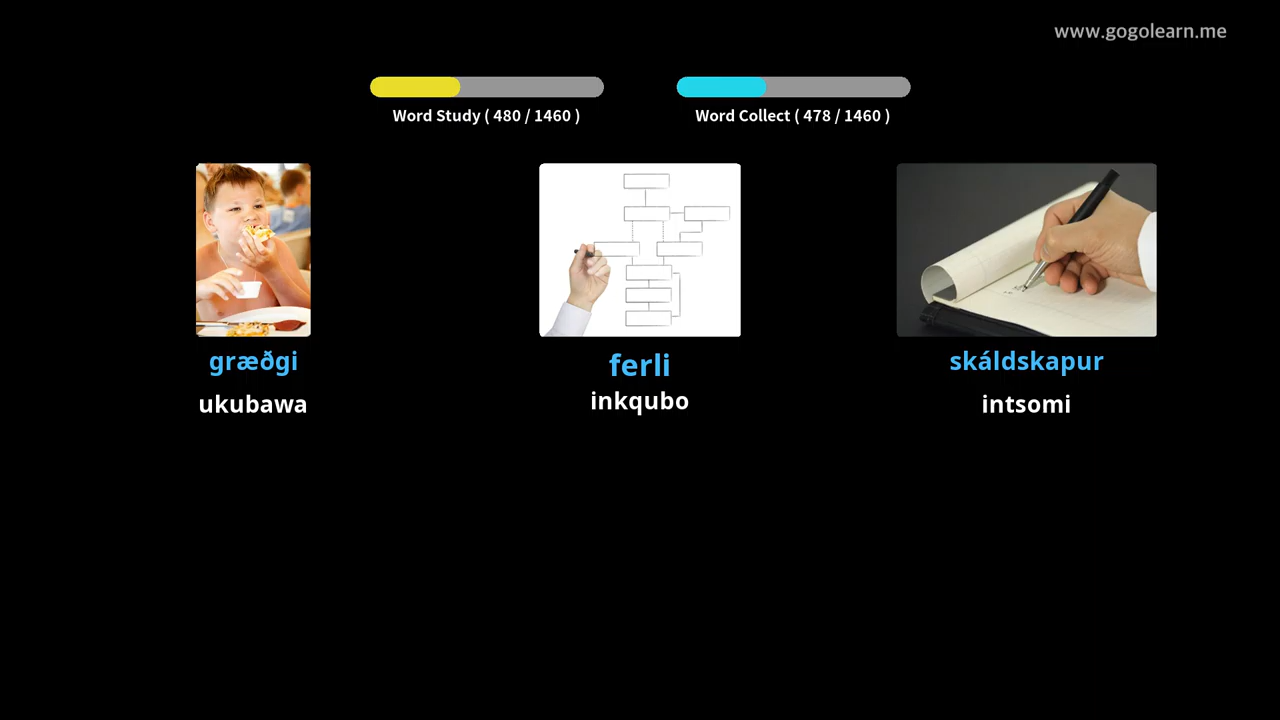 www.gogolearn.me
Word Study ( 480 / 1460 )
Word Collect ( 478 / 1460 )
græðgi
ferli
skáldskapur
ukubawa
inkqubo
intsomi